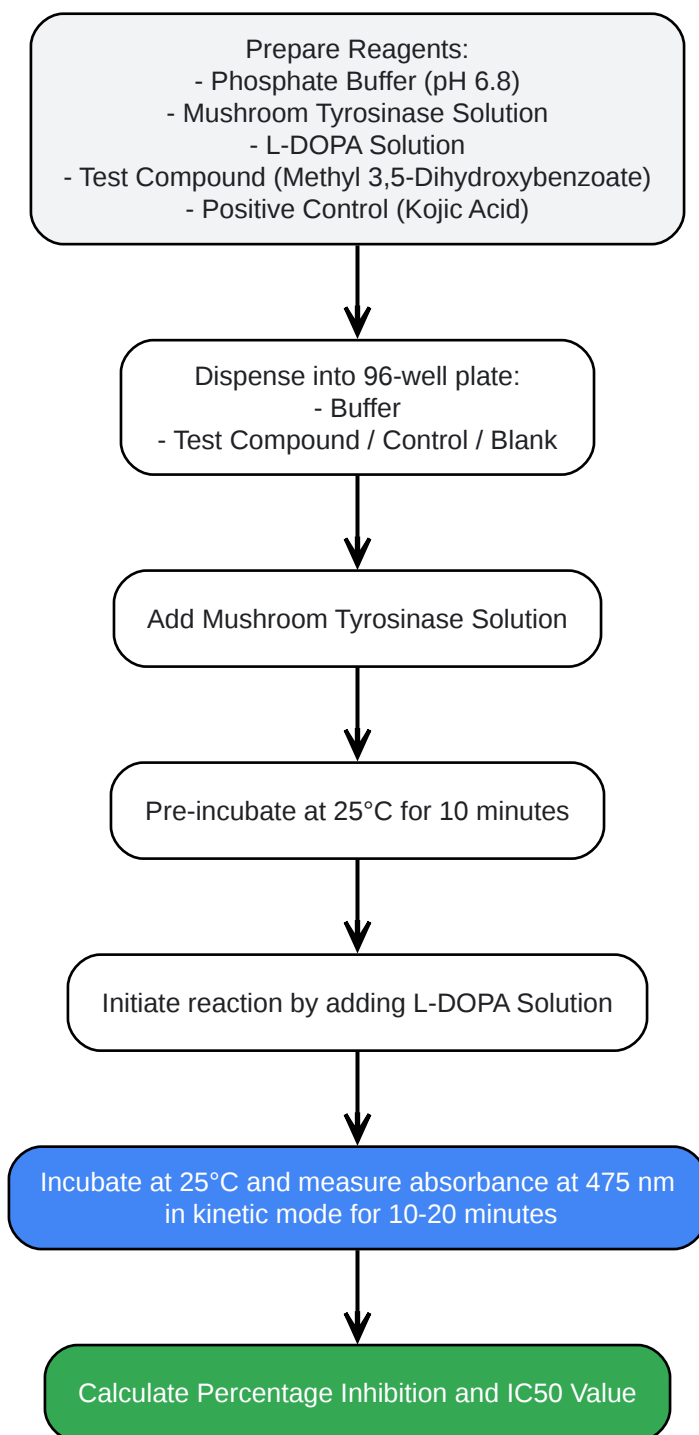 Prepare Reagents:
- Phosphate Buffer (pH 6.8)
- Mushroom Tyrosinase Solution
- L-DOPA Solution
- Test Compound (Methyl 3,5-Dihydroxybenzoate)
- Positive Control (Kojic Acid)
Dispense into 96-well plate:
- Buffer
- Test Compound / Control / Blank
Add Mushroom Tyrosinase Solution
Pre-incubate at 25°C for 10 minutes
Initiate reaction by adding L-DOPA Solution
Incubate at 25°C and measure absorbance at 475 nm
in kinetic mode for 10-20 minutes
Calculate Percentage Inhibition and IC50 Value